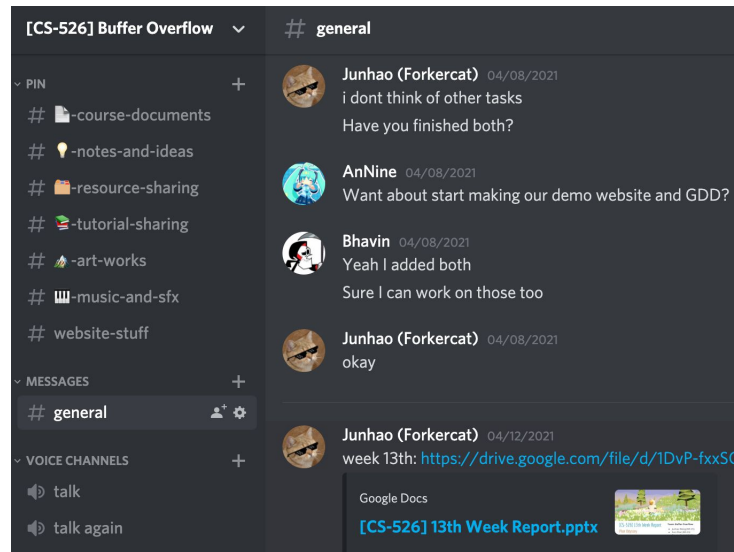 [CS-526] Buffer Overflow
PIN
-course-documents
-notes-and-ideas
-resource-sharing
-tutorial-sharing
-art-works
-music-and-sfx
website-stuff
MESSAGES
general
VOICE CHANNELS
talk
talk again
# general
Junhao (Forkercat) 04/08/2021
i dont think of other tasks
Have you finished both?
AnNine 04/08/2021
Want about start making our demo website and GDD?
Bhavin 04/08/2021
Yeah I added both
Sure I can work on those too
Junhao (Forkercat) 04/08/2021
okay
Junhao (Forkercat) 04/12/2021
week 13th: https://drive.google.com/file/d/1DvP-fxxS
Google Docs
[CS-526] 13th Week Report.pptx